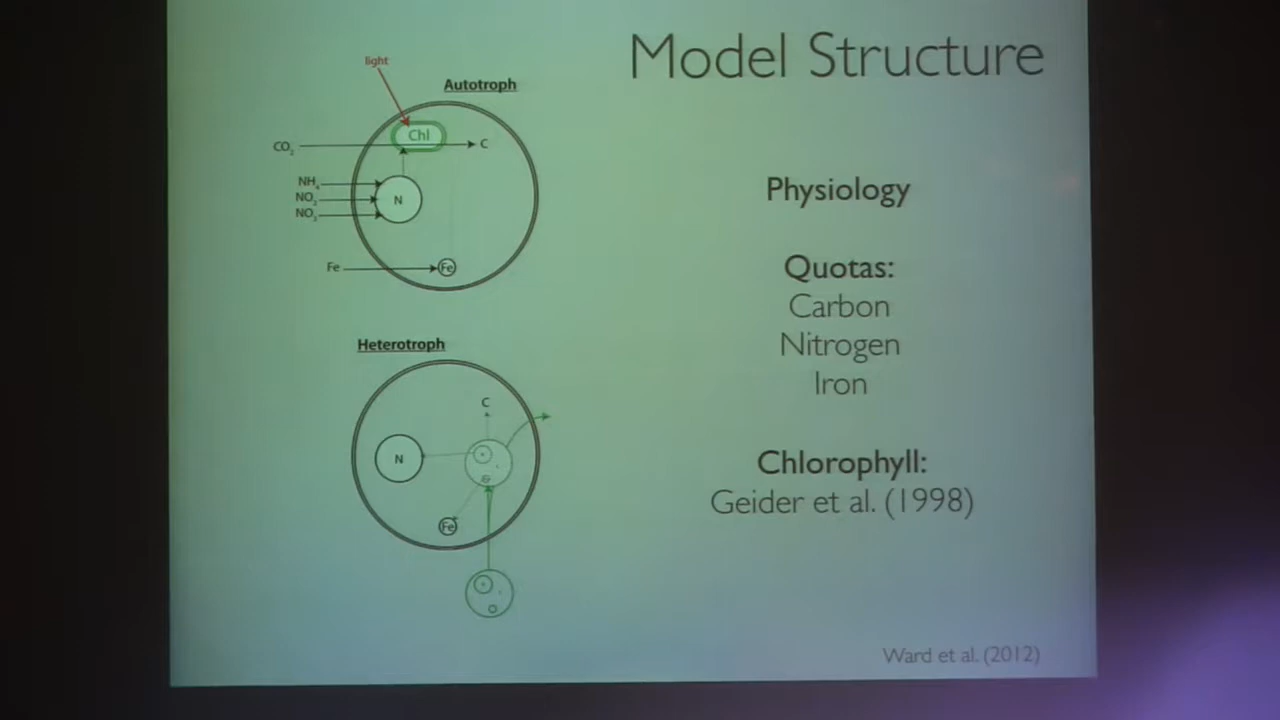 Model Structure
light
Autotroph
Chl
CO₂
C
NH₄
NO₂
NO₃
N
Fe
Fe
Heterotroph
C
N
Fe
Physiology
Quotas:
Carbon
Nitrogen
Iron
Chlorophyll:
Geider et al. (1998)
Ward et al. (2012)